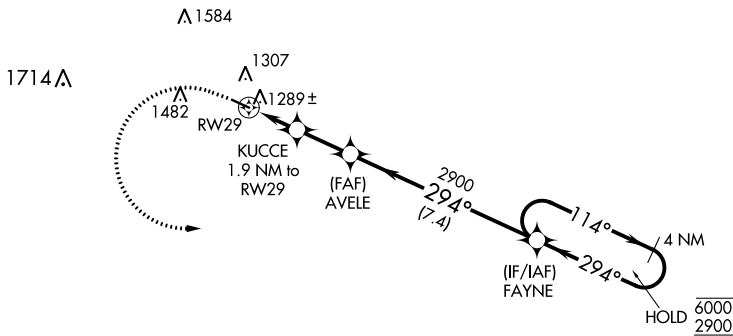 1584
1714
1307
1482
1289 ±
RW29
KUCCE
1.9 NM to
RW29
(FAF)
AVELE
2900
294°
(7.4)
114°
4 NM
294°
(IF/IAF)
FAYNE
HOLD
6000
2900